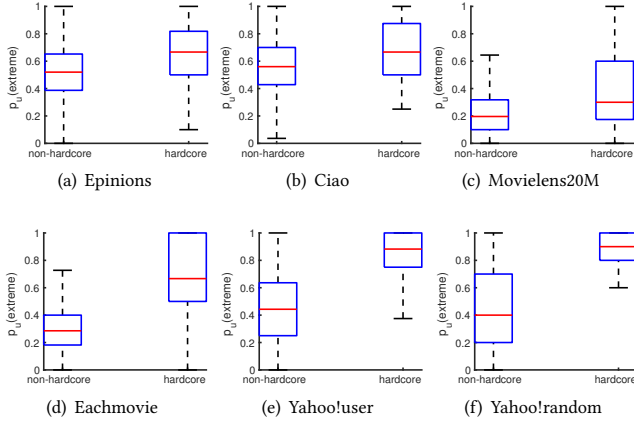 1
0.8
0.6
0.4
0.2
0
p_u(extreme)
non-hardcore hardcore
(a) Epinions
1
0.8
0.6
0.4
0.2
0
p_u(extreme)
non-hardcore hardcore
(b) Ciao
1
0.8
0.6
0.4
0.2
0
p_u(extreme)
non-hardcore hardcore
(c) Movielens20M
1
0.8
0.6
0.4
0.2
0
p_u(extreme)
non-hardcore hardcore
(d) Eachmovie
1
0.8
0.6
0.4
0.2
0
p_u(extreme)
non-hardcore hardcore
(e) Yahoo!user
1
0.8
0.6
0.4
0.2
0
p_u(extreme)
non-hardcore hardcore
(f) Yahoo!random